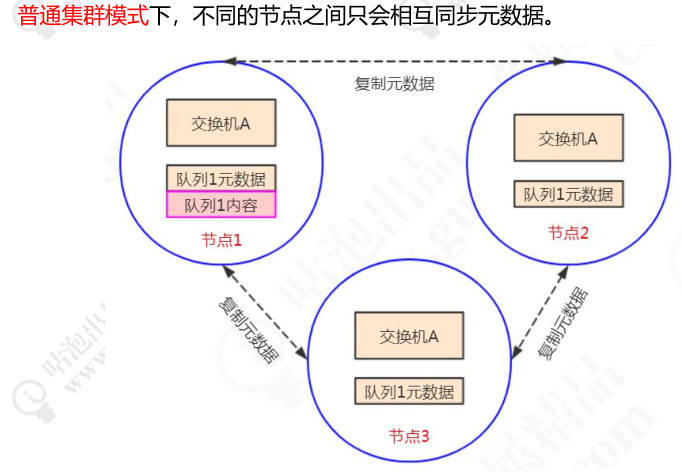 普通集群模式下，不同的节点之间只会相互同步元数据。
复制元数据
交换机A
队列1元数据
队列1内容
节点1
交换机A
队列1元数据
节点2
复制元数据
复制元数据
交换机A
队列1元数据
节点3